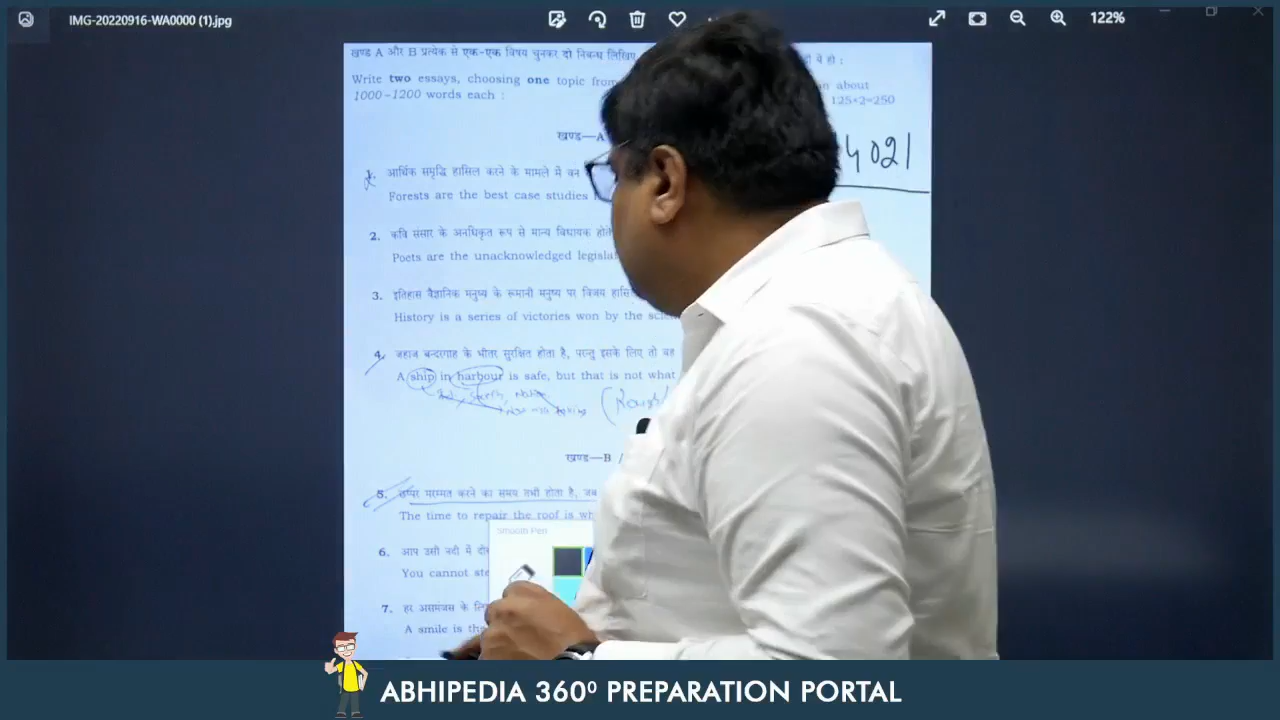 IMG-20220916-WA0000 (1).jpg
122%
खण्ड A और B प्रत्येक से एक-एक विषय चुनकर दो निबन्ध लिखिए
हो :
Write two essays, choosing one topic from
about
1000–1200 words each :
125×2=250
खण्ड—A
4021
1. आर्थिक समृद्धि हासिल करने के मामले में वन
Forests are the best case studies
2. कवि संसार के अनधिकृत रूप से मान्य विधायक
Poets are the unacknowledged
3. इतिहास वैज्ञानिक मनुष्य के रूमानी मनुष्य पर विजय
History is a series of victories won by the
4. जहाज बन्दरगाह के भीतर सुरक्षित होता है, परन्तु इसके लिए तो वह
A ship in harbour is safe, but that is not what
खण्ड—B /
5. छप्पर मरम्मत करने का समय तभी होता है, जब
The time to repair the roof is
Smooth Pen
6. आप उसी नदी में
You cannot
7. हर असमंजस के
A smile is
ABHIPEDIA 360⁰ PREPARATION PORTAL